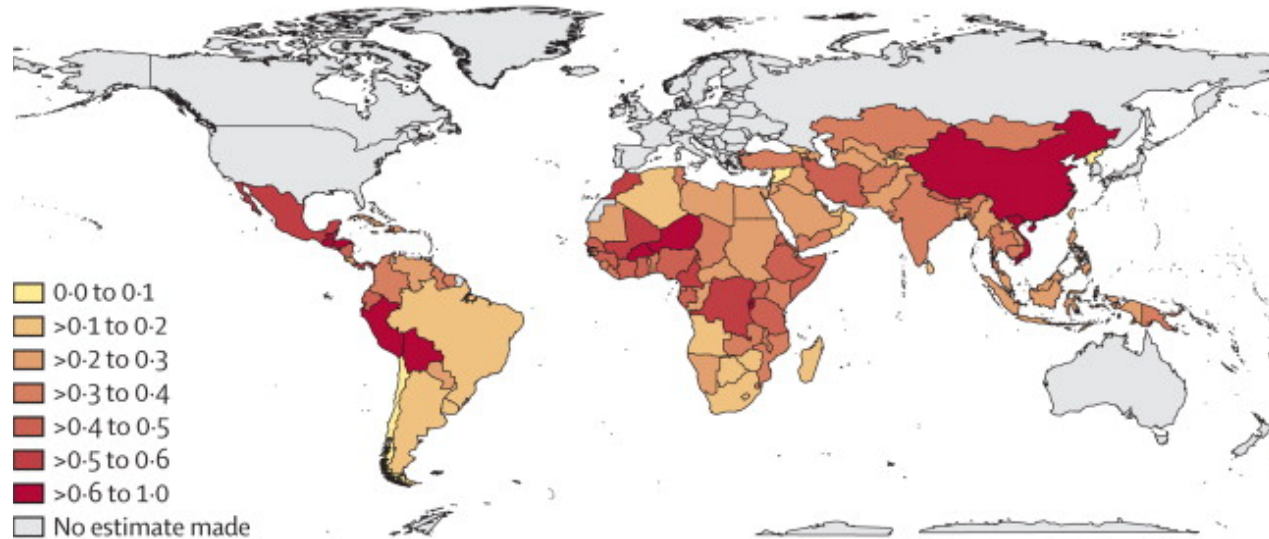 0·0 to 0·1
>0·1 to 0·2
>0·2 to 0·3
>0·3 to 0·4
>0·4 to 0·5
>0·5 to 0·6
>0·6 to 1·0
No estimate made